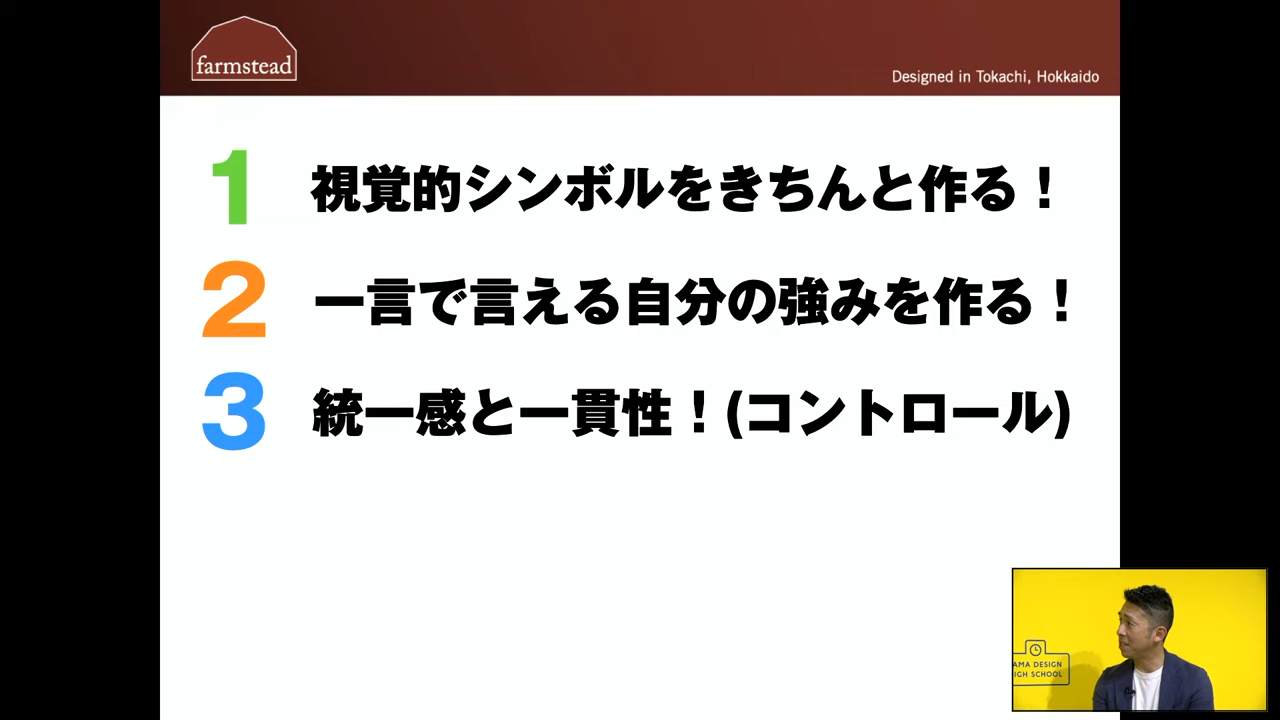 farmstead
Designed in Tokachi, Hokkaido
1 視覚的シンボルをきちんと作る！
2 一言で言える自分の強みを作る！
3 統一感と一貫性！(コントロール)
AMA DESIGN
IGH SCHOOL